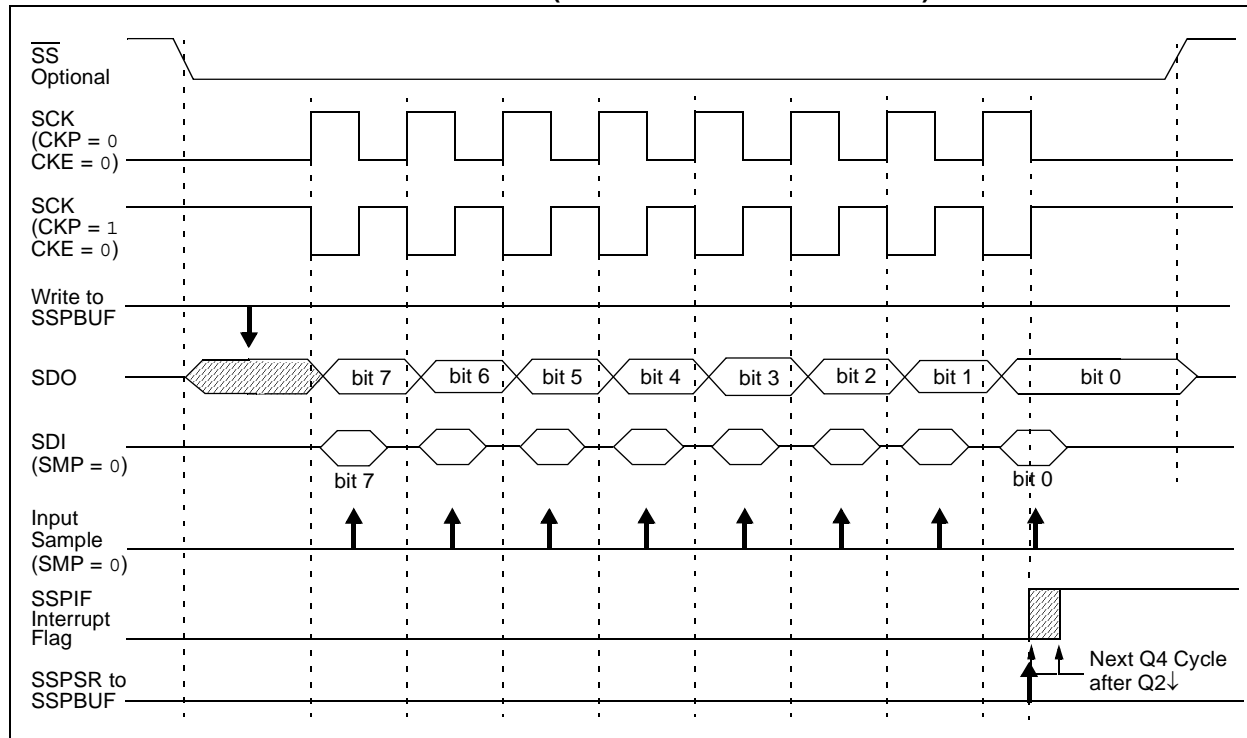 SS
Optional
SCK
(CKP = 0
CKE = 0)
SCK
(CKP = 1
CKE = 0)
Write to
SSPBUF
SDO
bit 7
bit 6
bit 5
bit 4
bit 3
bit 2
bit 1
bit 0
SDI
(SMP = 0)
bit 7
bit 0
Input
Sample
(SMP = 0)
SSPIF
Interrupt
Flag
Next Q4 Cycle
after Q2↓
SSPSR to
SSPBUF